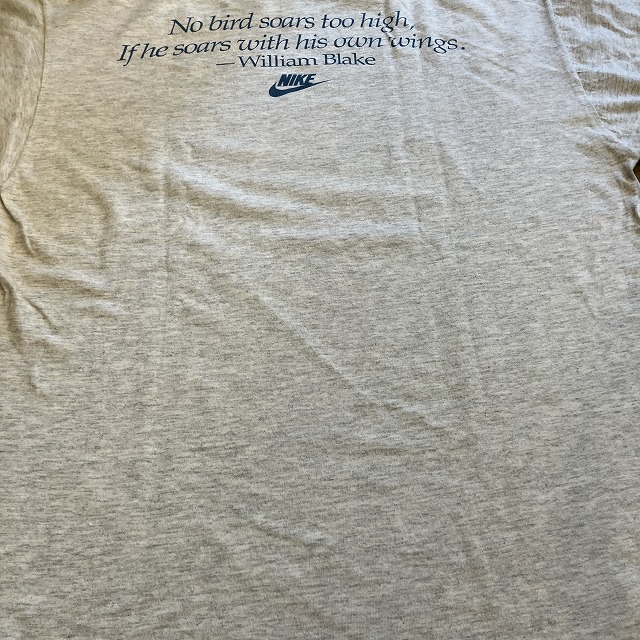 No bird soars too high,
If he soars with his own wings.
— William Blake
NIKE